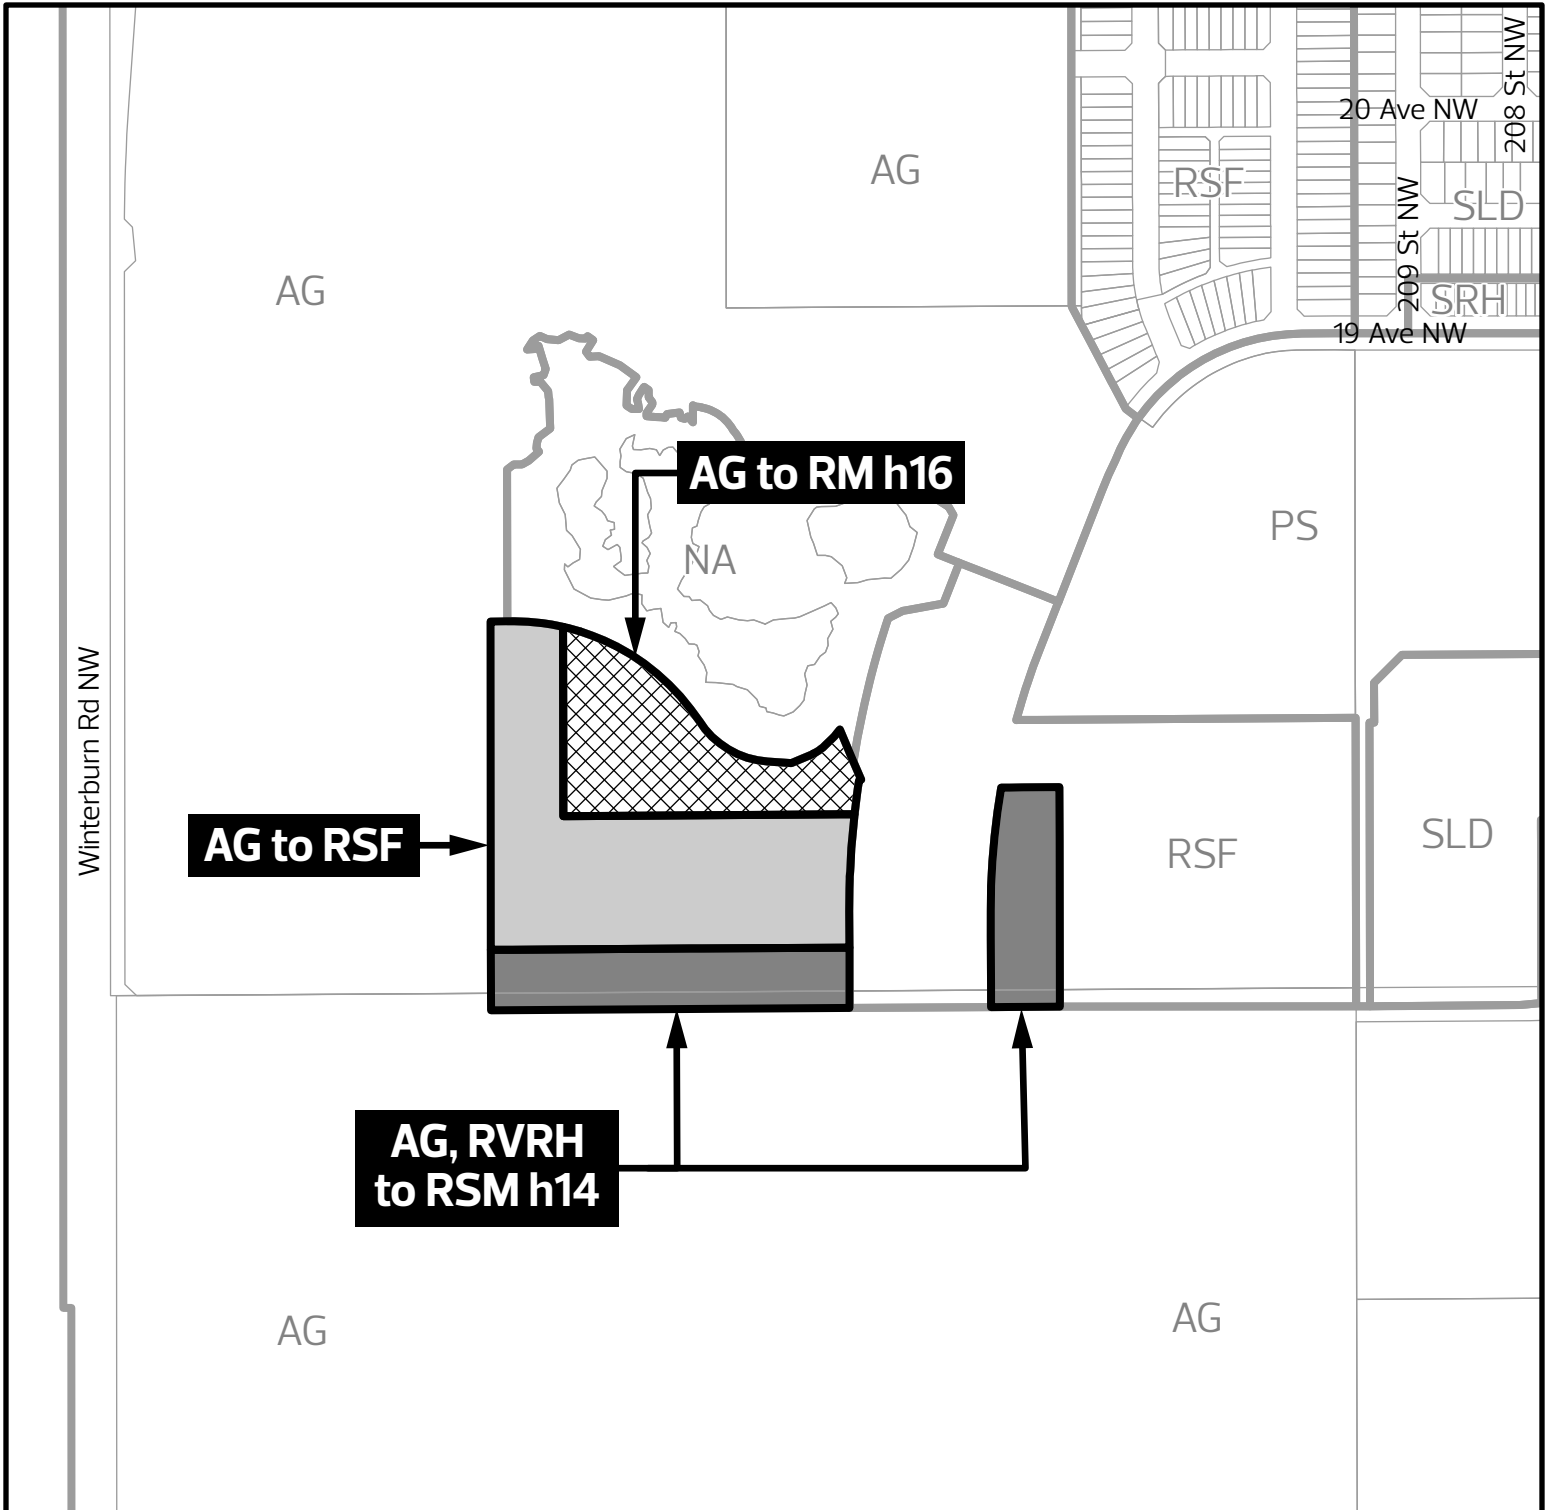 208 St NW
20 Ave NW
AG
RSF
209 St NW
SLD
AG
SRH
19 Ave NW
AG to RM h16
PS
NA
Winterburn Rd NW
AG to RSF
RSF
SLD
AG, RVRH
to RSM h14
AG
AG